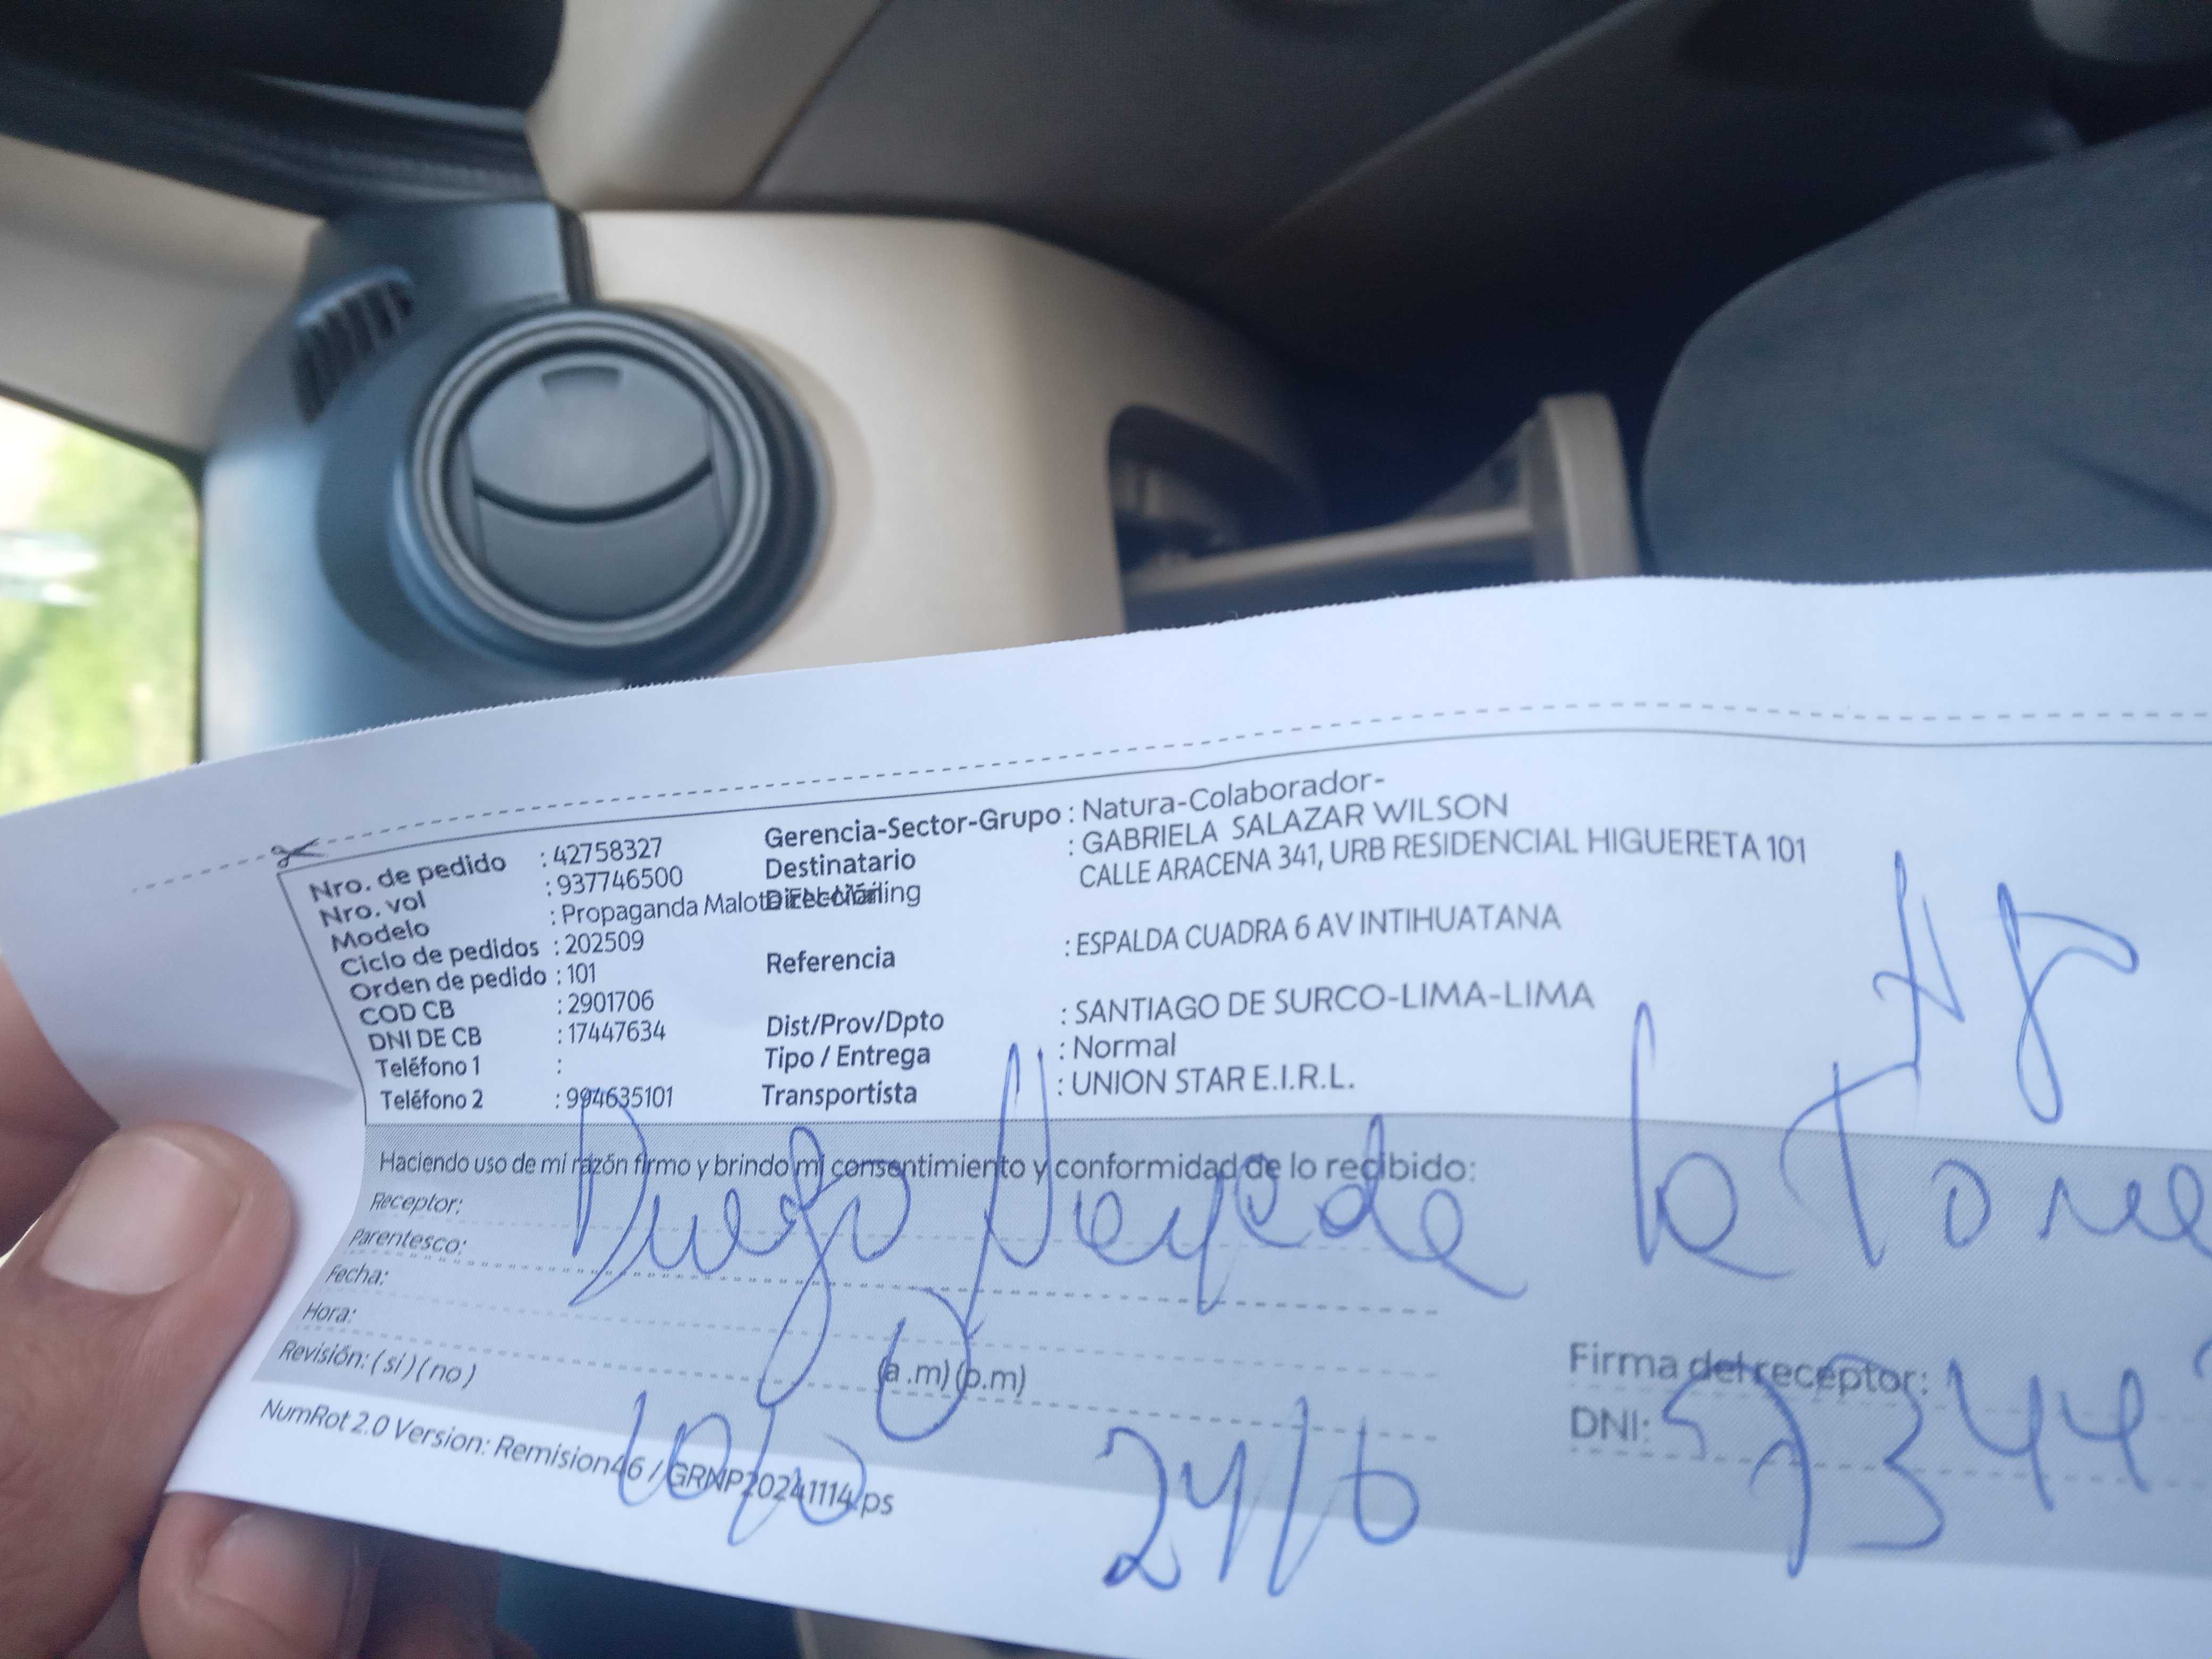 Nro. de pedido : 42758327
Nro. vol : 937746500
Modelo : Propaganda Malote EN-Mailing
Ciclo de pedidos : 202509
Orden de pedido : 101
COD CB : 2901706
DNI DE CB : 17447634
Teléfono 1 :
Teléfono 2 : 994635101
Gerencia-Sector-Grupo : Natura-Colaborador-
Destinatario : GABRIELA SALAZAR WILSON
Dirección CALLE ARACENA 341, URB RESIDENCIAL HIGUERETA 101
Referencia : ESPALDA CUADRA 6 AV INTIHUATANA
Dist/Prov/Dpto : SANTIAGO DE SURCO-LIMA-LIMA
Tipo / Entrega : Normal
Transportista : UNION STAR E.I.R.L.
Haciendo uso de mi razón firmo y brindo mi consentimiento y conformidad de lo recibido:
Receptor: Diego
Parentesco:
Fecha:
Hora: (a.m) (p.m)
Revisión: ( si ) ( no )
24/6
Firma del receptor:
DNI:
NumRot 2.0 Version: Remision46 / GRNP20241114.ps